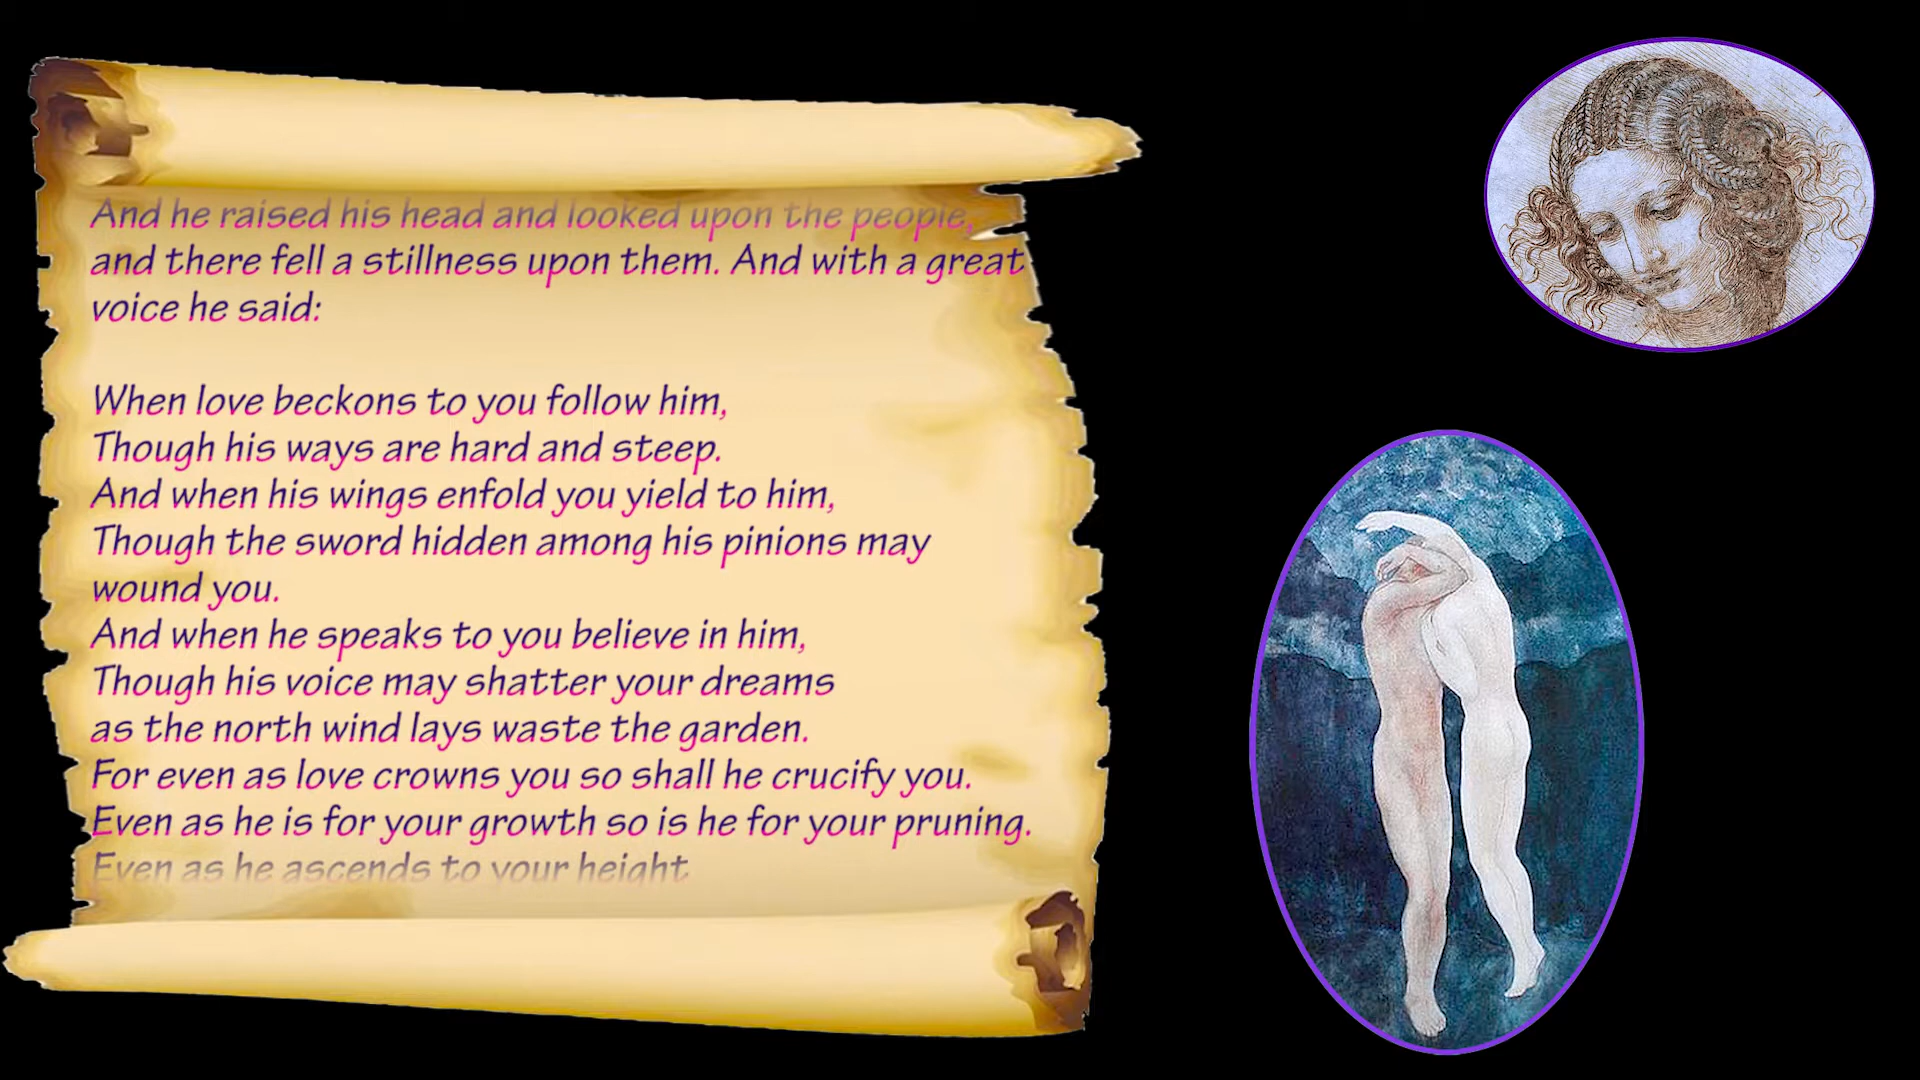 And he raised his head and looked upon the people,
and there fell a stillness upon them. And with a great
voice he said:
When love beckons to you follow him,
Though his ways are hard and steep.
And when his wings enfold you yield to him,
Though the sword hidden among his pinions may
wound you.
And when he speaks to you believe in him,
Though his voice may shatter your dreams
as the north wind lays waste the garden.
For even as love crowns you so shall he crucify you.
Even as he is for your growth so is he for your pruning.
Even as he ascends to your height